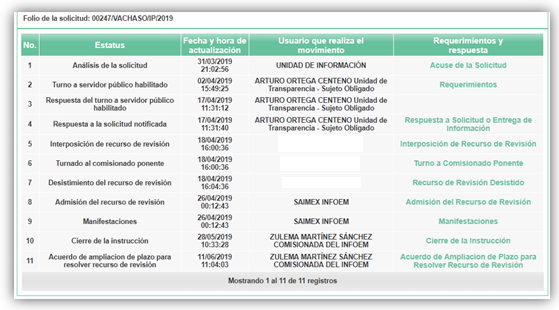 Folio de la solicitud: 00247/VACHASO/IP/2019
No. Estatus Fecha y hora de actualización Usuario que realiza el movimiento Requerimientos y respuesta
1 Análisis de la solicitud 31/03/2019 21:02:56 UNIDAD DE INFORMACIÓN Acuse de la Solicitud
2 Turno a servidor público habilitado 02/04/2019 15:49:25 ARTURO ORTEGA CENTENO Unidad de Transparencia - Sujeto Obligado Requerimientos
3 Respuesta del turno a servidor público habilitado 17/04/2019 11:31:12 ARTURO ORTEGA CENTENO Unidad de Transparencia - Sujeto Obligado
4 Respuesta a la solicitud notificada 17/04/2019 11:31:40 ARTURO ORTEGA CENTENO Unidad de Transparencia - Sujeto Obligado Respuesta a Solicitud o Entrega de Información
5 Interposición de recurso de revisión 18/04/2019 16:00:36 Interposición de Recurso de Revisión
6 Turnado al comisionado ponente 18/04/2019 16:00:36 Turno a Comisionado Ponente
7 Desistimiento del recurso de revisión 18/04/2019 16:04:36 Recurso de Revisión Desistido
8 Admisión del recurso de revisión 26/04/2019 00:12:43 SAIMEX INFOEM Admisión del Recurso de Revisión
9 Manifestaciones 26/04/2019 00:12:43 SAIMEX INFOEM Manifestaciones
10 Cierre de la instrucción 28/05/2019 10:33:28 ZULEMA MARTÍNEZ SÁNCHEZ COMISIONADA DEL INFOEM Cierre de la Instrucción
11 Acuerdo de ampliacion de plazo para resolver recurso de revisión 11/06/2019 11:04:03 ZULEMA MARTÍNEZ SÁNCHEZ COMISIONADA DEL INFOEM Acuerdo de Ampliacion de Plazo para Resolver Recurso de Revisión
Mostrando 1 al 11 de 11 registros